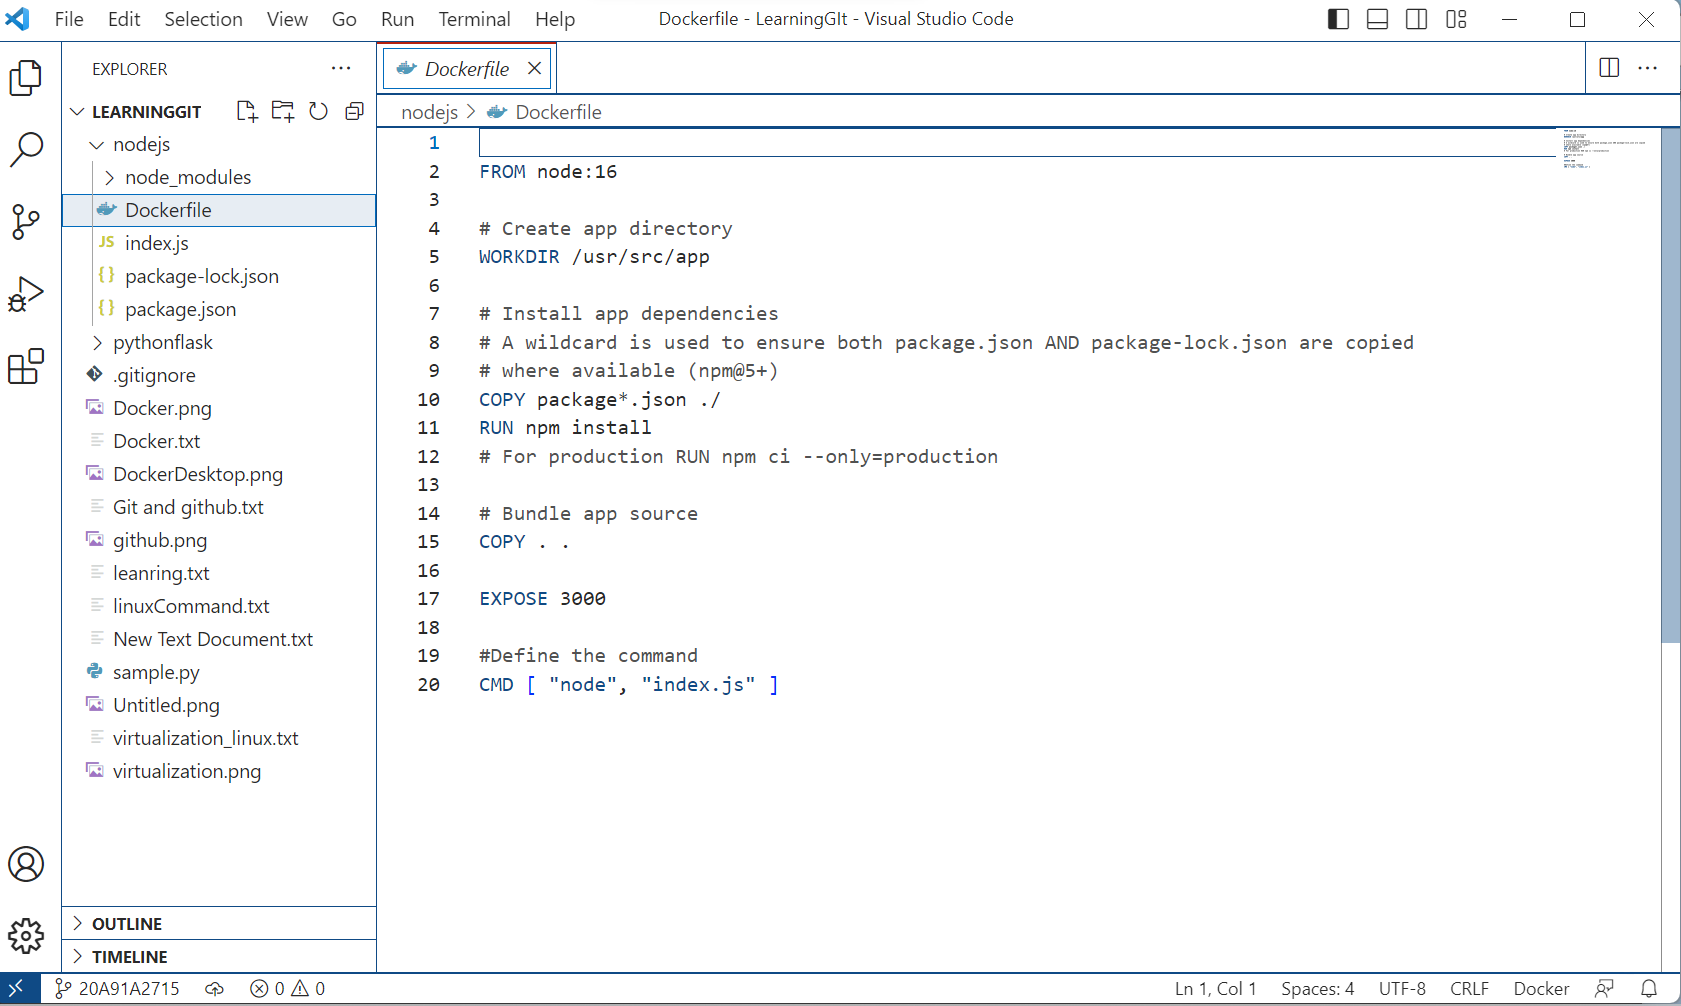 File Edit Selection View Go Run Terminal Help
Dockerfile - LearningGIt - Visual Studio Code
EXPLORER
LEARNINGGIT
nodejs
node_modules
Dockerfile
JS index.js
{} package-lock.json
{} package.json
pythonflask
.gitignore
Docker.png
Docker.txt
DockerDesktop.png
Git and github.txt
github.png
leanring.txt
linuxCommand.txt
New Text Document.txt
sample.py
Untitled.png
virtualization_linux.txt
virtualization.png
OUTLINE
TIMELINE
Dockerfile
nodejs > Dockerfile
1
2 FROM node:16
3
4 # Create app directory
5 WORKDIR /usr/src/app
6
7 # Install app dependencies
8 # A wildcard is used to ensure both package.json AND package-lock.json are copied
9 # where available (npm@5+)
10 COPY package*.json ./
11 RUN npm install
12 # For production RUN npm ci --only=production
13
14 # Bundle app source
15 COPY . .
16
17 EXPOSE 3000
18
19 #Define the command
20 CMD [ "node", "index.js" ]
20A91A2715 0 0 Ln 1, Col 1 Spaces: 4 UTF-8 CRLF Docker